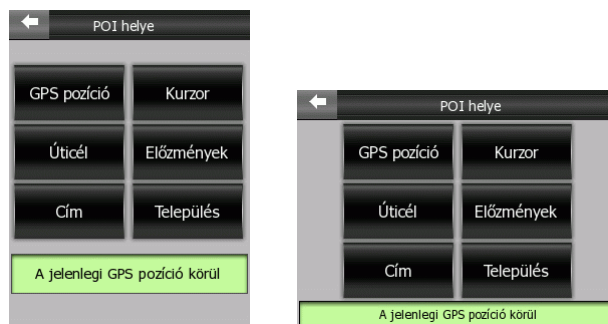 POI helye
GPS pozíció Kurzor
Úticél Előzmények
Cím Település
A jelenlegi GPS pozíció körül
POI helye
GPS pozíció Kurzor
Úticél Előzmények
Cím Település
A jelenlegi GPS pozíció körül